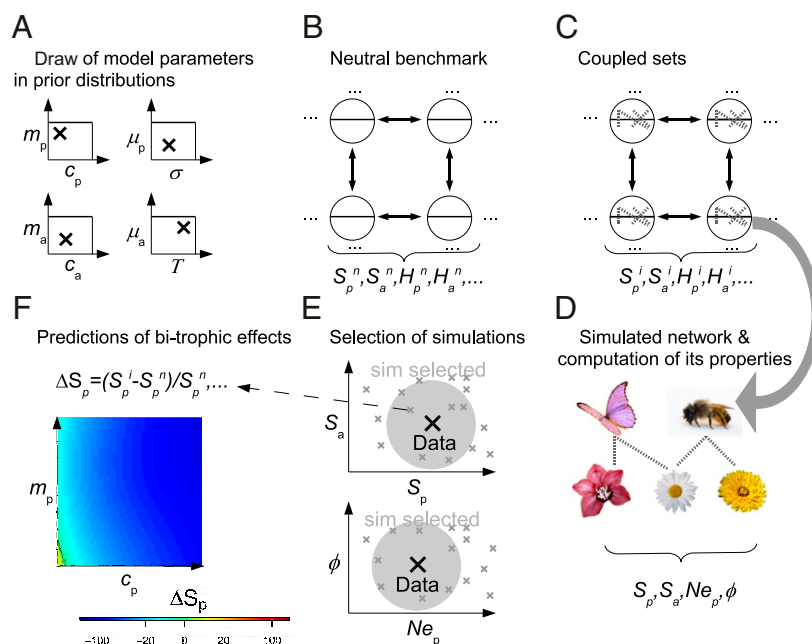 A
Draw of model parameters
in prior distributions
m_p
c_p
μ_p
σ
m_a
c_a
μ_a
T
B
Neutral benchmark
... ...
... ...
... ...
... ...
S_p^n,S_a^n,H_p^n,H_a^n,...
C
Coupled sets
... ...
... ...
... ...
... ...
S_p^i,S_a^i,H_p^i,H_a^i,...
D
Simulated network &
computation of its properties
S_p,S_a,Ne_p,ϕ
E
Selection of simulations
sim selected
S_a
Data
S_p
sim selected
ϕ
Data
Ne_p
F
Predictions of bi-trophic effects
ΔS_p=(S_p^i-S_p^n)/S_p^n,...
m_p
c_p
ΔS_p
-100 -20 0 20 100